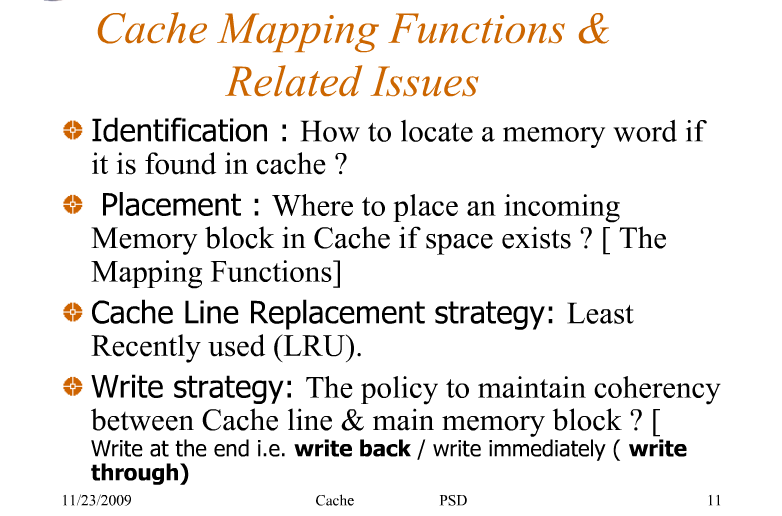 Cache Mapping Functions &
Related Issues
Identification : How to locate a memory word if
it is found in cache ?
Placement : Where to place an incoming
Memory block in Cache if space exists ? [ The
Mapping Functions]
Cache Line Replacement strategy: Least
Recently used (LRU).
Write strategy: The policy to maintain coherency
between Cache line & main memory block ? [
Write at the end i.e. write back / write immediately ( write
through)
11/23/2009 Cache PSD 11